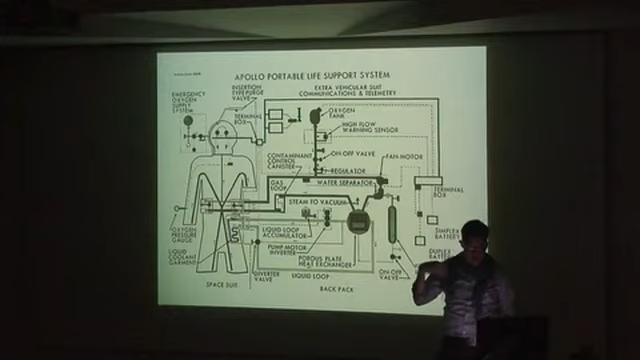 APOLLO PORTABLE LIFE SUPPORT SYSTEM
EMERGENCY
OXYGEN
SUPPLY
SYSTEM
INSERTION
TYPE PURGE
VALVE
TERMINAL
BOX
EXTRA VEHICULAR SUIT
COMMUNICATIONS & TELEMETRY
OXYGEN
TANK
HIGH FLOW
WARNING SENSOR
ON-OFF VALVE
FAN-MOTOR
CONTAMINANT
CONTROL
CANISTER
REGULATOR
WATER SEPARATOR
GAS
LOOP
TERMINAL
BOX
STEAM TO VACUUM
OXYGEN
PRESSURE
GAUGE
LIQUID LOOP
ACCUMULATOR
SIMPLEX
BATTERY
PUMP MOTOR
INVERTER
LIQUID
COOLANT
GARMENT
POROUS PLATE
HEAT EXCHANGER
DIVERTER
VALVE
LIQUID LOOP
ON-OFF
VALVE
SPACE SUIT
BACK PACK